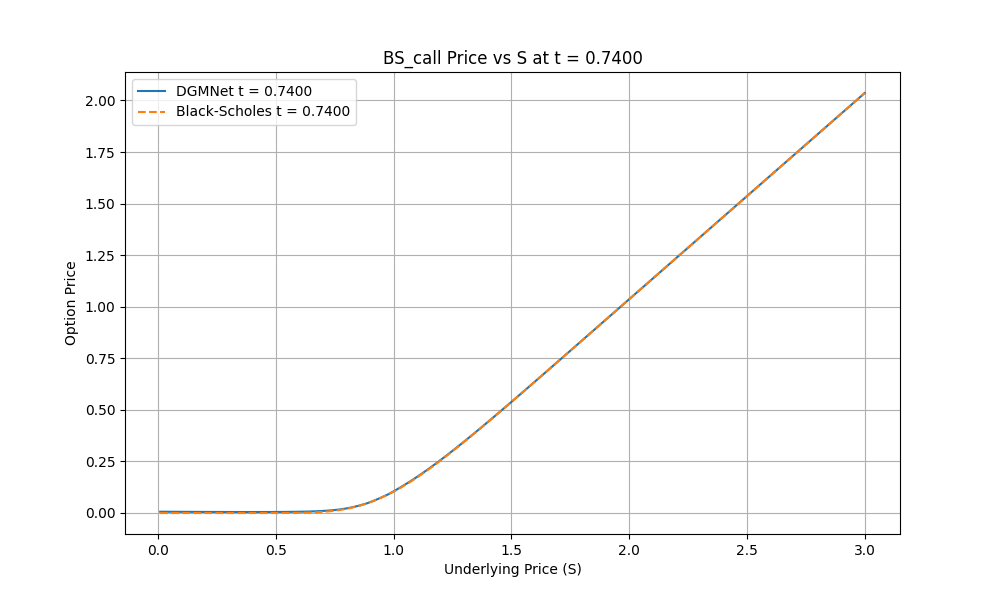 BS_call Price vs S at t = 0.7400
DGMNet t = 0.7400
Black-Scholes t = 0.7400
Option Price
2.00
1.75
1.50
1.25
1.00
0.75
0.50
0.25
0.00
0.0 0.5 1.0 1.5 2.0 2.5 3.0
Underlying Price (S)